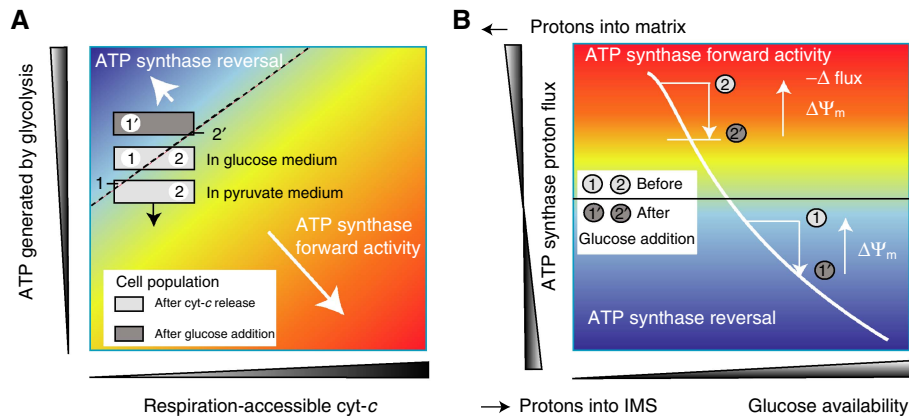 A
ATP generated by glycolysis
ATP synthase reversal
1′
2′
1
2
In glucose medium
1
2
In pyruvate medium
ATP synthase
forward activity
Cell population
After cyt-c release
After glucose addition
Respiration-accessible cyt-c
B
Protons into matrix
ATP synthase proton flux
ATP synthase forward activity
2
−Δ flux
ΔΨm
2′
1 2 Before
1′ 2′ After
Glucose addition
1
ΔΨm
1′
ATP synthase reversal
Protons into IMS
Glucose availability